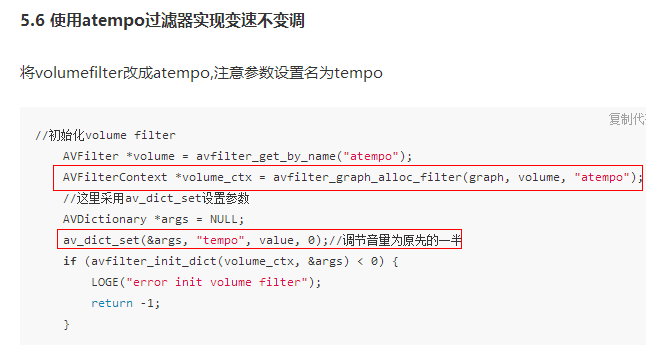 5.6 使用atempo过滤器实现变速不变调
将volumefilter改成atempo,注意参数设置名为tempo
复制代
//初始化volume filter
AVFilter *volume = avfilter_get_by_name("atempo");
AVFilterContext *volume_ctx = avfilter_graph_alloc_filter(graph, volume, "atempo");
//这里采用av_dict_set设置参数
AVDictionary *args = NULL;
av_dict_set(&args, "tempo", value, 0);//调节音量为原先的一半
if (avfilter_init_dict(volume_ctx, &args) < 0) {
LOGE("error init volume filter");
return -1;
}